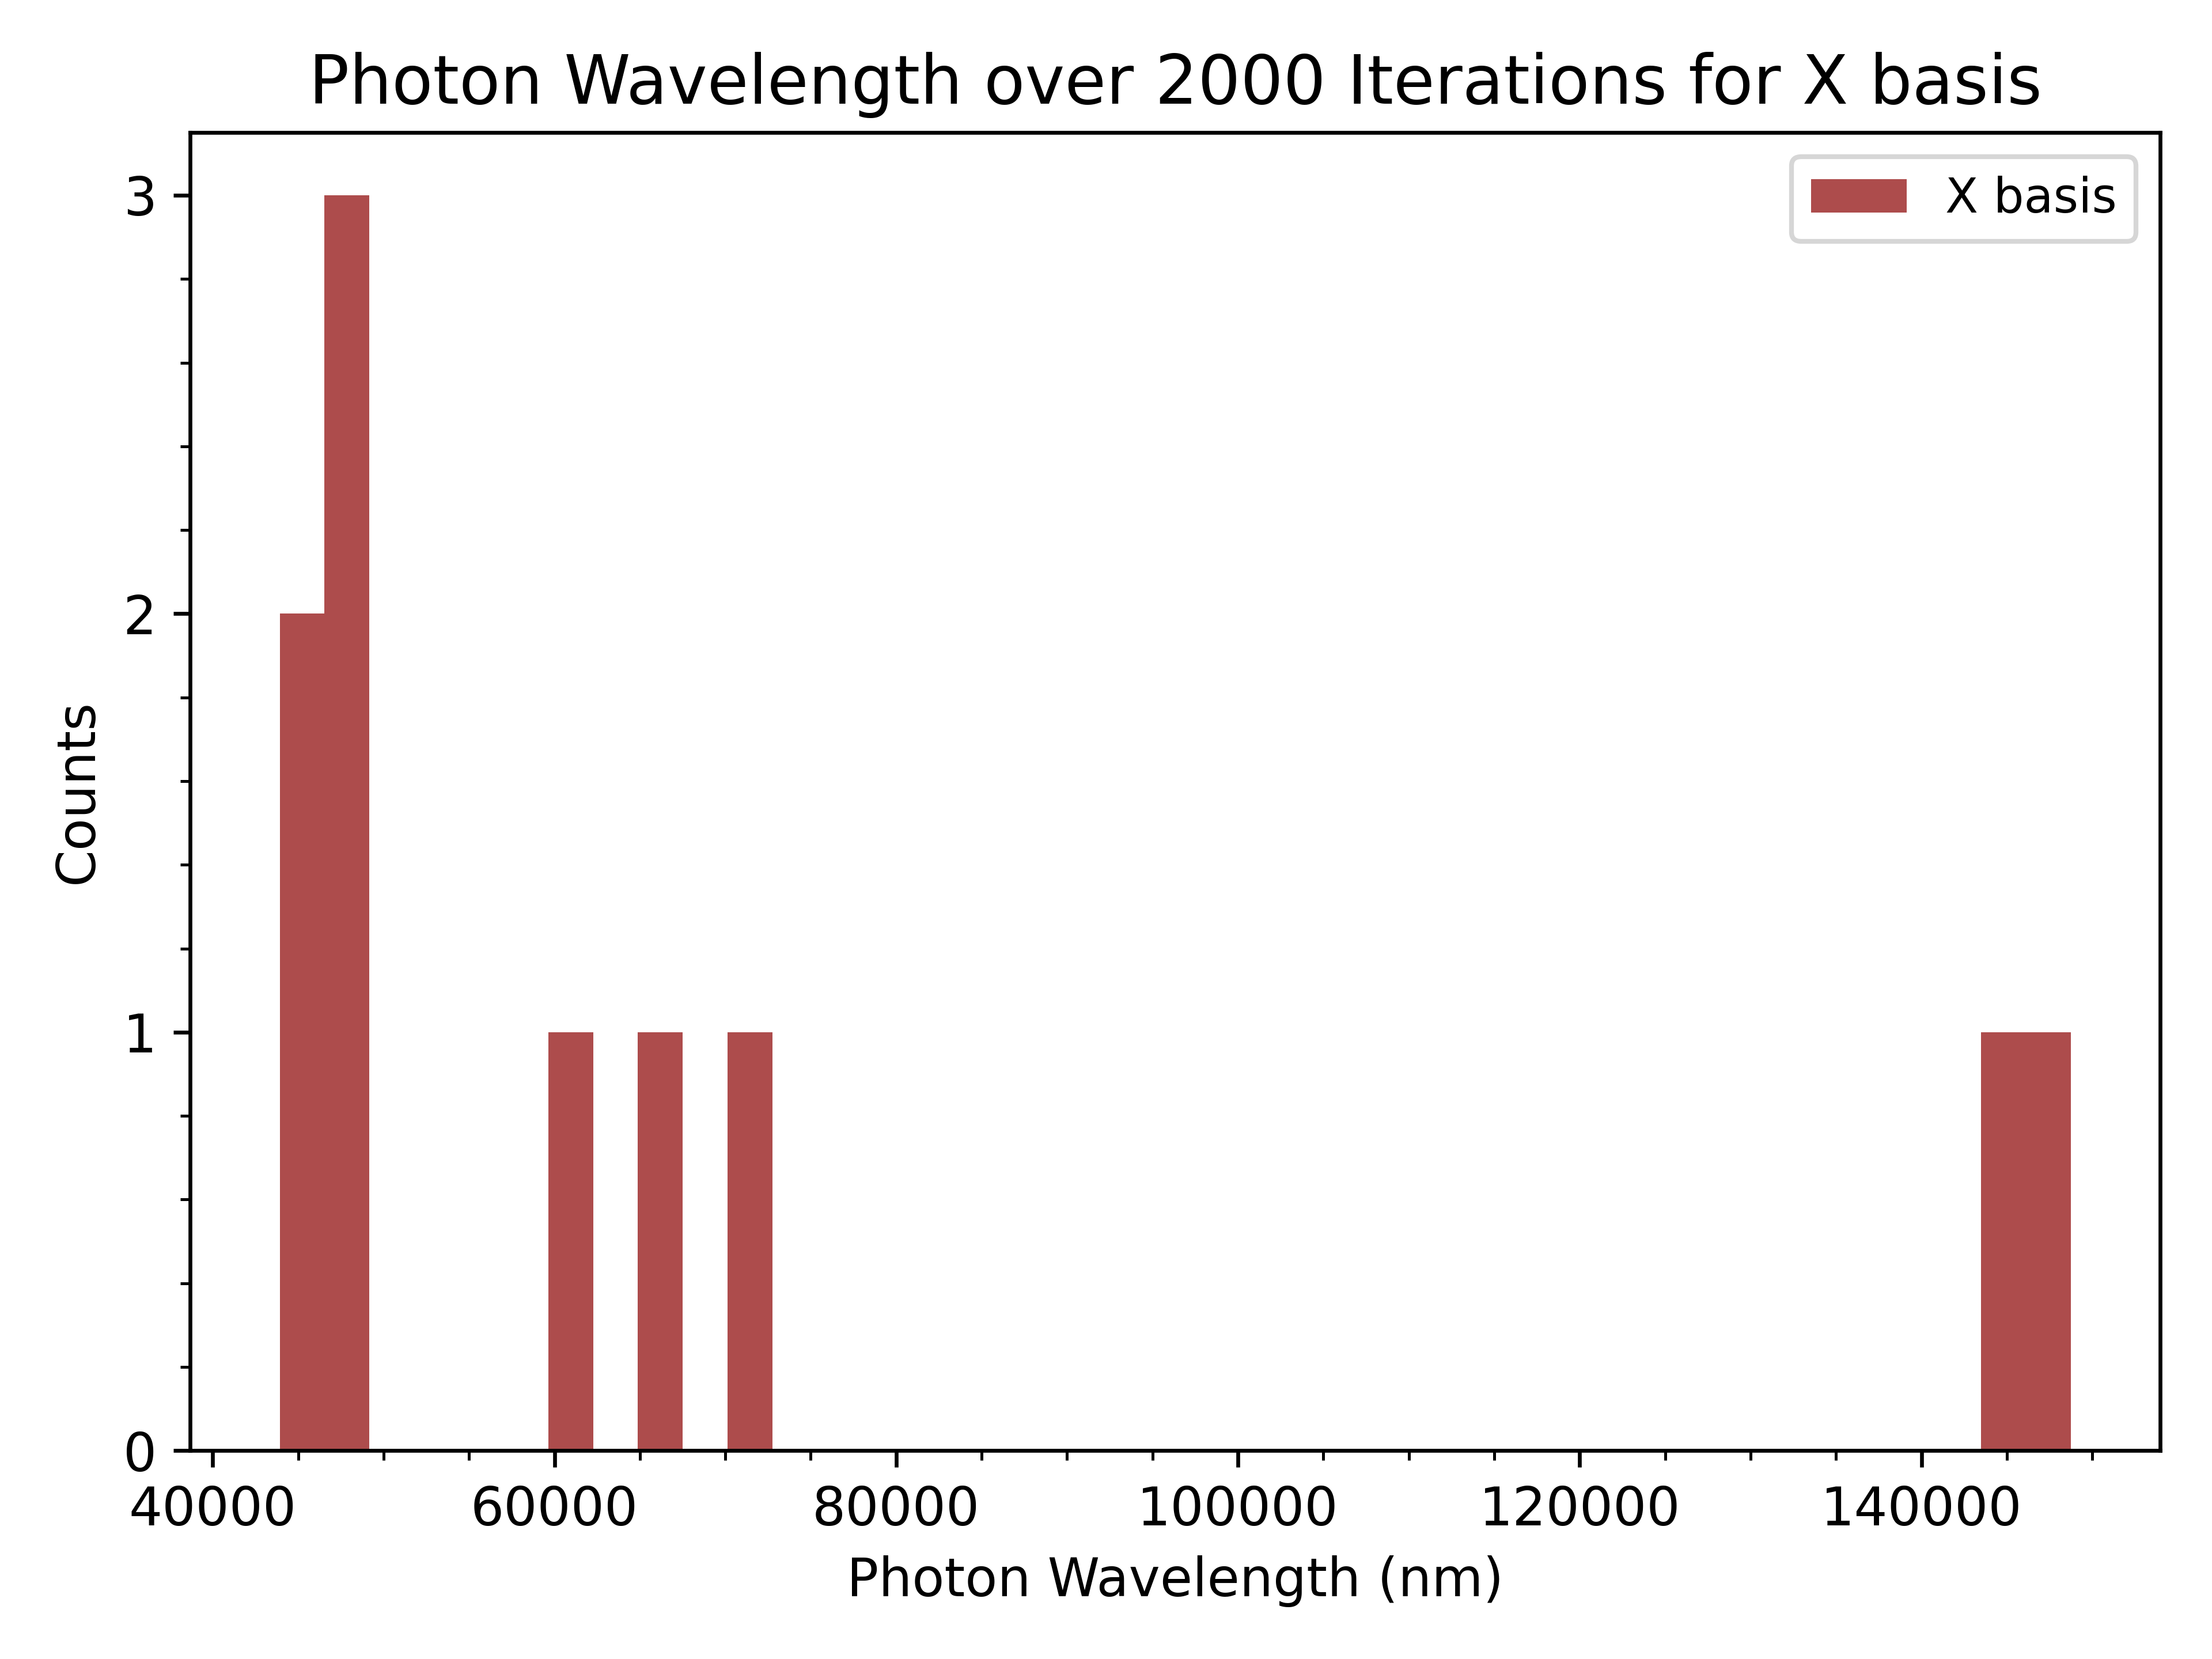 Photon Wavelength over 2000 Iterations for X basis
X basis
3
2
1
0
Counts
40000 60000 80000 100000 120000 140000
Photon Wavelength (nm)